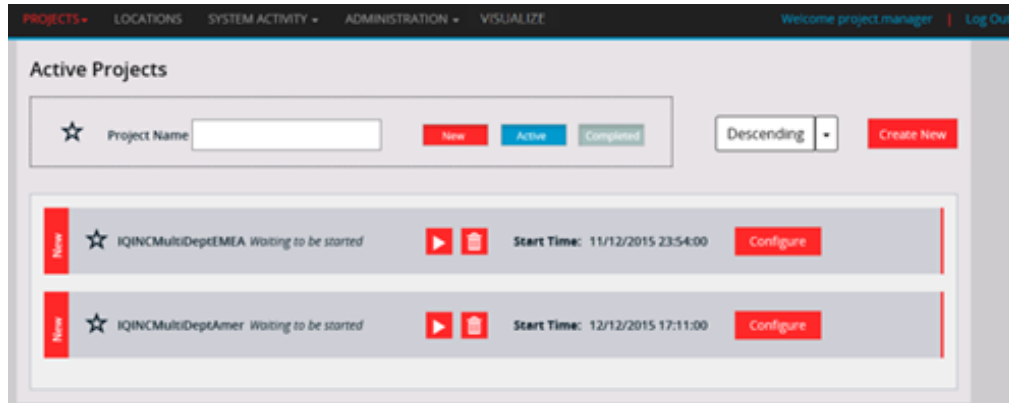 PROJECTS LOCATIONS SYSTEM ACTIVITY ADMINISTRATION VISUALIZE Welcome project.manager | Log Out
Active Projects
Project Name New Active Completed Descending Create New
New IQINCMultiDeptEMEA Waiting to be started Start Time: 11/12/2015 23:54:00 Configure
New IQINCMultiDeptAmer Waiting to be started Start Time: 12/12/2015 17:11:00 Configure